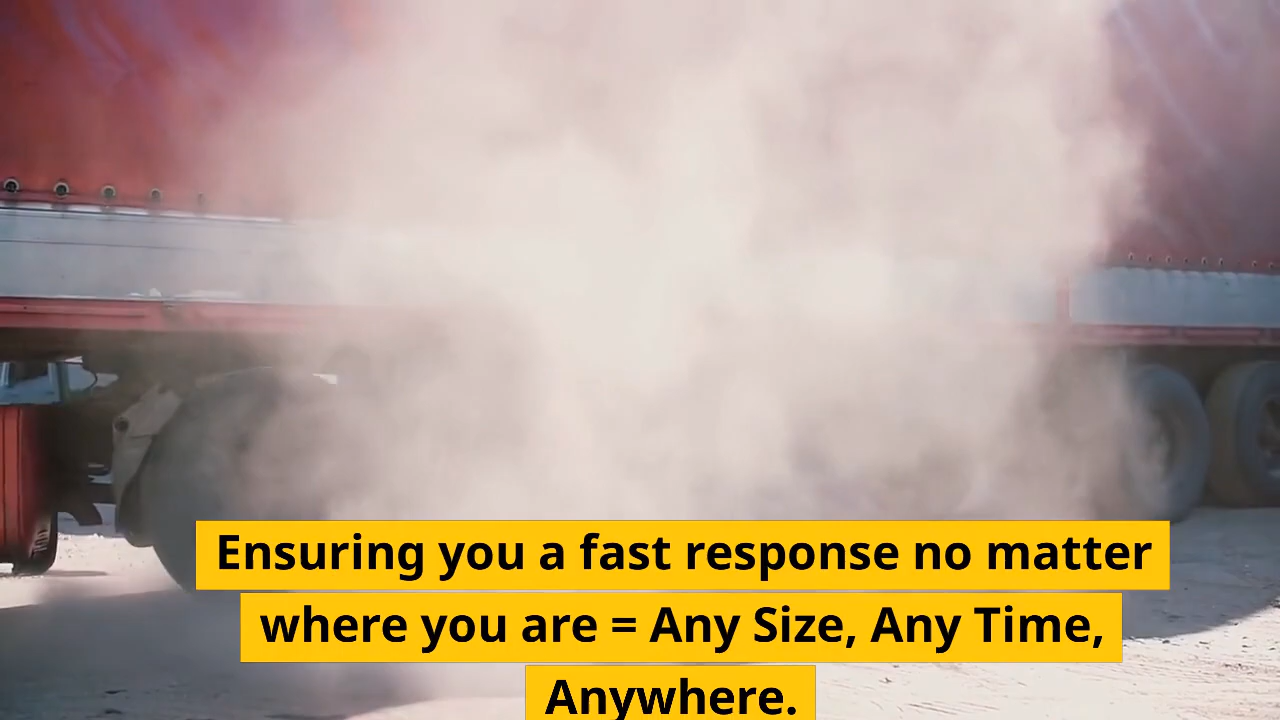 Ensuring you a fast response no matter
where you are = Any Size, Any Time,
Anywhere.